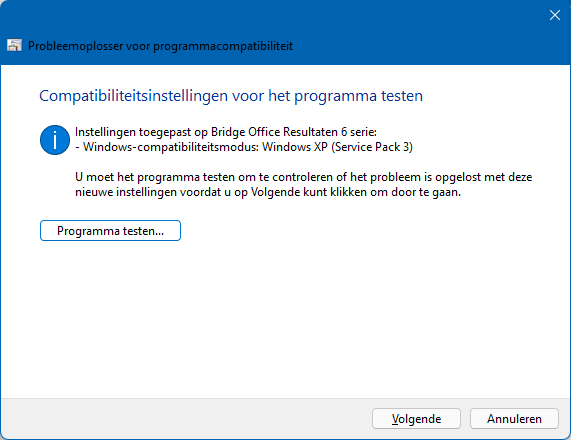 Probleemoplosser voor programmacompatibiliteit
Compatibiliteitsinstellingen voor het programma testen
Instellingen toegepast op Bridge Office Resultaten 6 serie:
- Windows-compatibiliteitsmodus: Windows XP (Service Pack 3)
U moet het programma testen om te controleren of het probleem is opgelost met deze
nieuwe instellingen voordat u op Volgende kunt klikken om door te gaan.
Programma testen...
Volgende
Annuleren